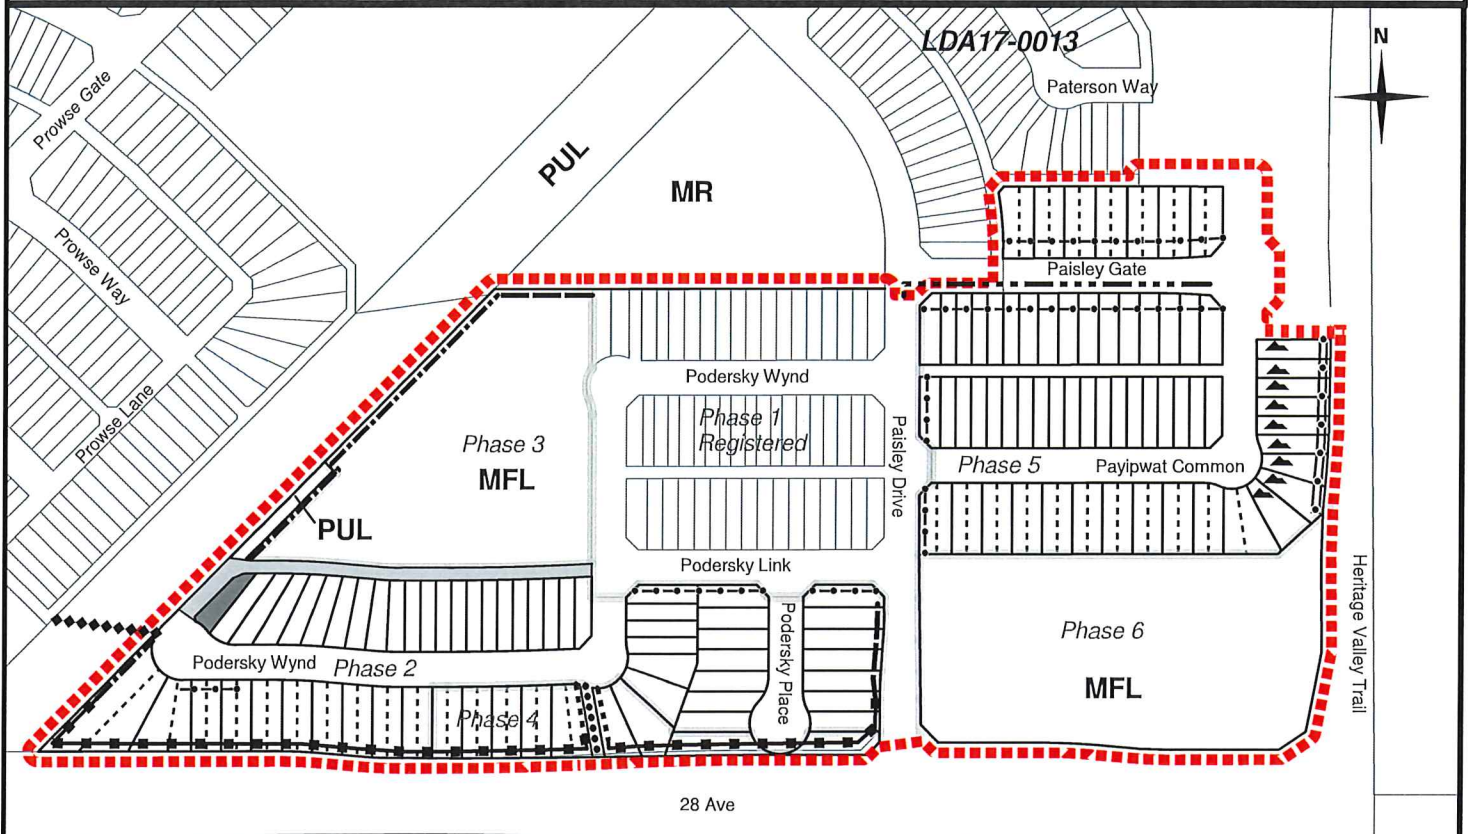 LDA17-0013
N
Paterson Way
Prowse Gate
PUL
MR
Prowse Way
Paisley Gate
Podersky Wynd
Phase 1
Registered
Phase 3
MFL
Paisley Drive
Phase 5
Payipwat Common
Prowse Lane
PUL
Podersky Link
Heritage Valley Trail
Podersky Place
Phase 6
Podersky Wynd
Phase 2
MFL
Phase 4
28 Ave